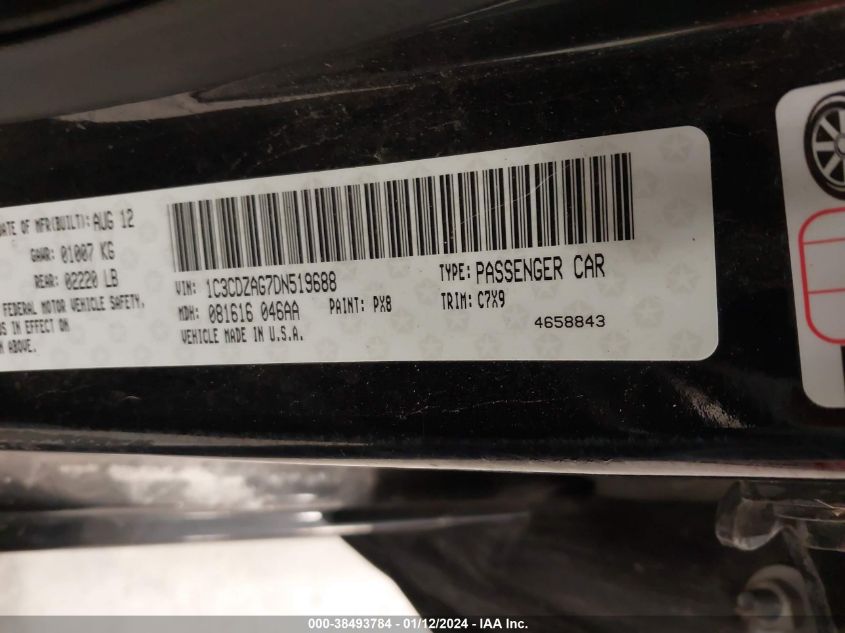 DATE OF MFR(BUILT): AUG 12
GAWR: 01007 KG
REAR: 02220 LB
FEDERAL MOTOR VEHICLE SAFETY,
IN EFFECT ON
ABOVE.
VIN: 1C3CDZAG7DN519688
TYPE: PASSENGER CAR
MDH: 081616 046AA
PAINT: PX8
TRIM: C7X9
VEHICLE MADE IN U.S.A.
4658843
000-38493784 - 01/12/2024 - IAA Inc.